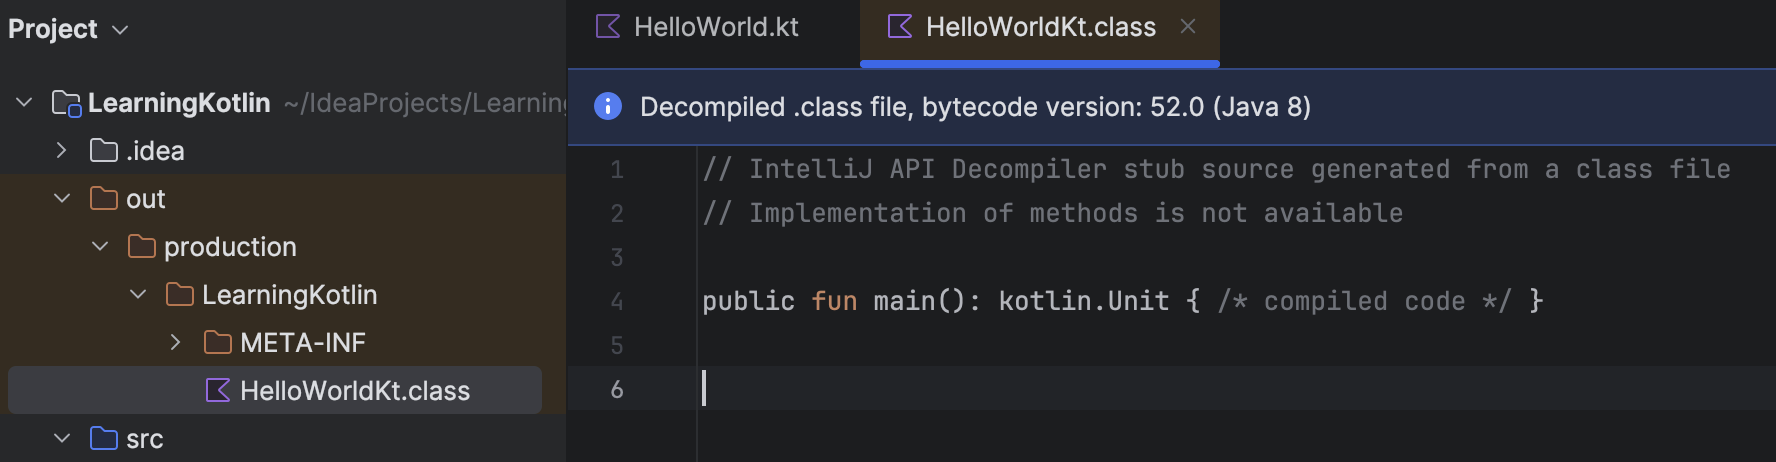 Project
LearningKotlin ~/IdeaProjects/Learning
.idea
out
production
LearningKotlin
META-INF
HelloWorldKt.class
src
HelloWorld.kt
HelloWorldKt.class
Decompiled .class file, bytecode version: 52.0 (Java 8)
1 // IntelliJ API Decompiler stub source generated from a class file
2 // Implementation of methods is not available
3
4 public fun main(): kotlin.Unit { /* compiled code */ }
5
6